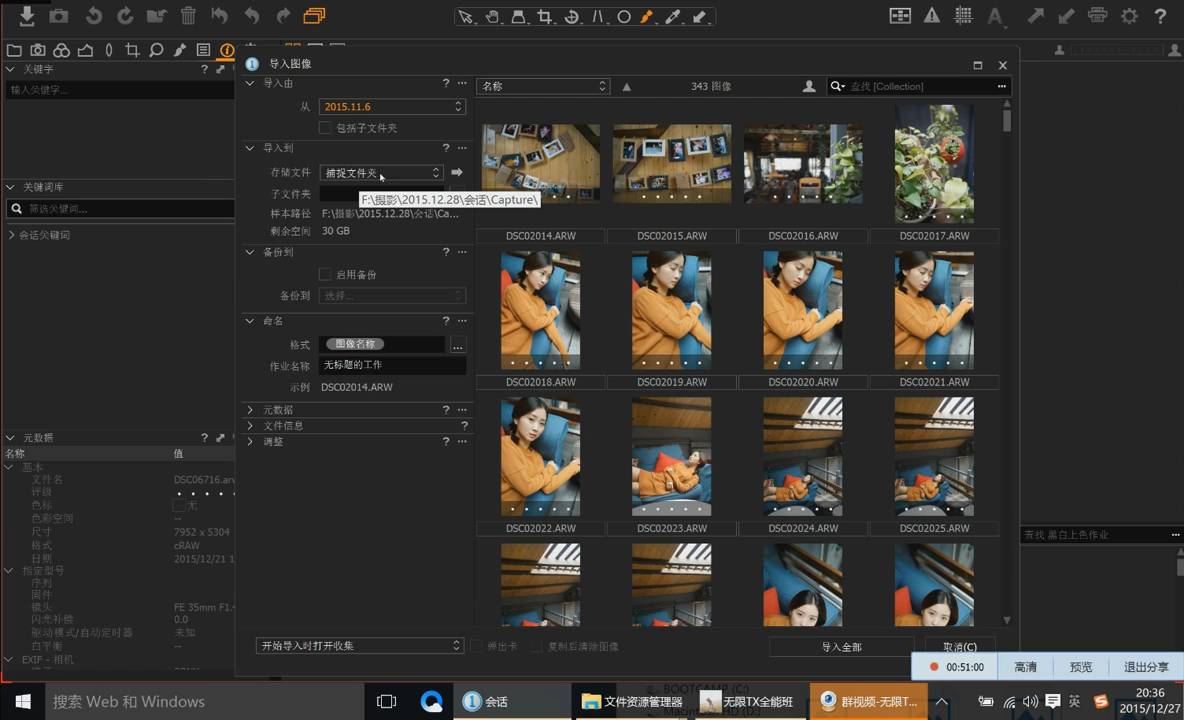 导入图像
关键字
输入关键字...
关键词库
筛选关键词...
会话关键词
元数据
名称 值
基本
文件名 DSC06716.arw
评级
色标 无
色彩空间 --
尺寸 7952 x 5304
格式 cRAW
日期 2015/12/21 1
指定型号
序列
固件
镜头 FE 35mm F1.4
闪光补偿 0.0
驱动模式/自动定时器 未知
白平衡 --
EXIF - 相机
导入由
从 2015.11.6
包括子文件夹
导入到
存储文件 捕捉文件夹
子文件夹
F:\摄影\2015.12.28\会话\Capture\
样本路径 F:\摄影\2015.12.28\会话\Ca...
剩余空间 30 GB
备份到
启用备份
备份到 选择...
命名
格式 图像名称 ...
作业名称 无标题的工作
示例 DSC02014.ARW
元数据
文件信息
调整
名称 343 图像 查找 [Collection]
DSC02014.ARW DSC02015.ARW DSC02016.ARW DSC02017.ARW
DSC02018.ARW DSC02019.ARW DSC02020.ARW DSC02021.ARW
DSC02022.ARW DSC02023.ARW DSC02024.ARW DSC02025.ARW
查找 黑白上色作业
开始导入时打开收集 弹出卡 复制后清除图像 导入全部 取消(C)
00:51:00 高清 预览 退出分享
BOOTCAMP (C:)
搜索 Web 和 Windows 会话 文件资源管理器 无限TX全能班 群视频-无限T... 英 20:36
2015/12/27